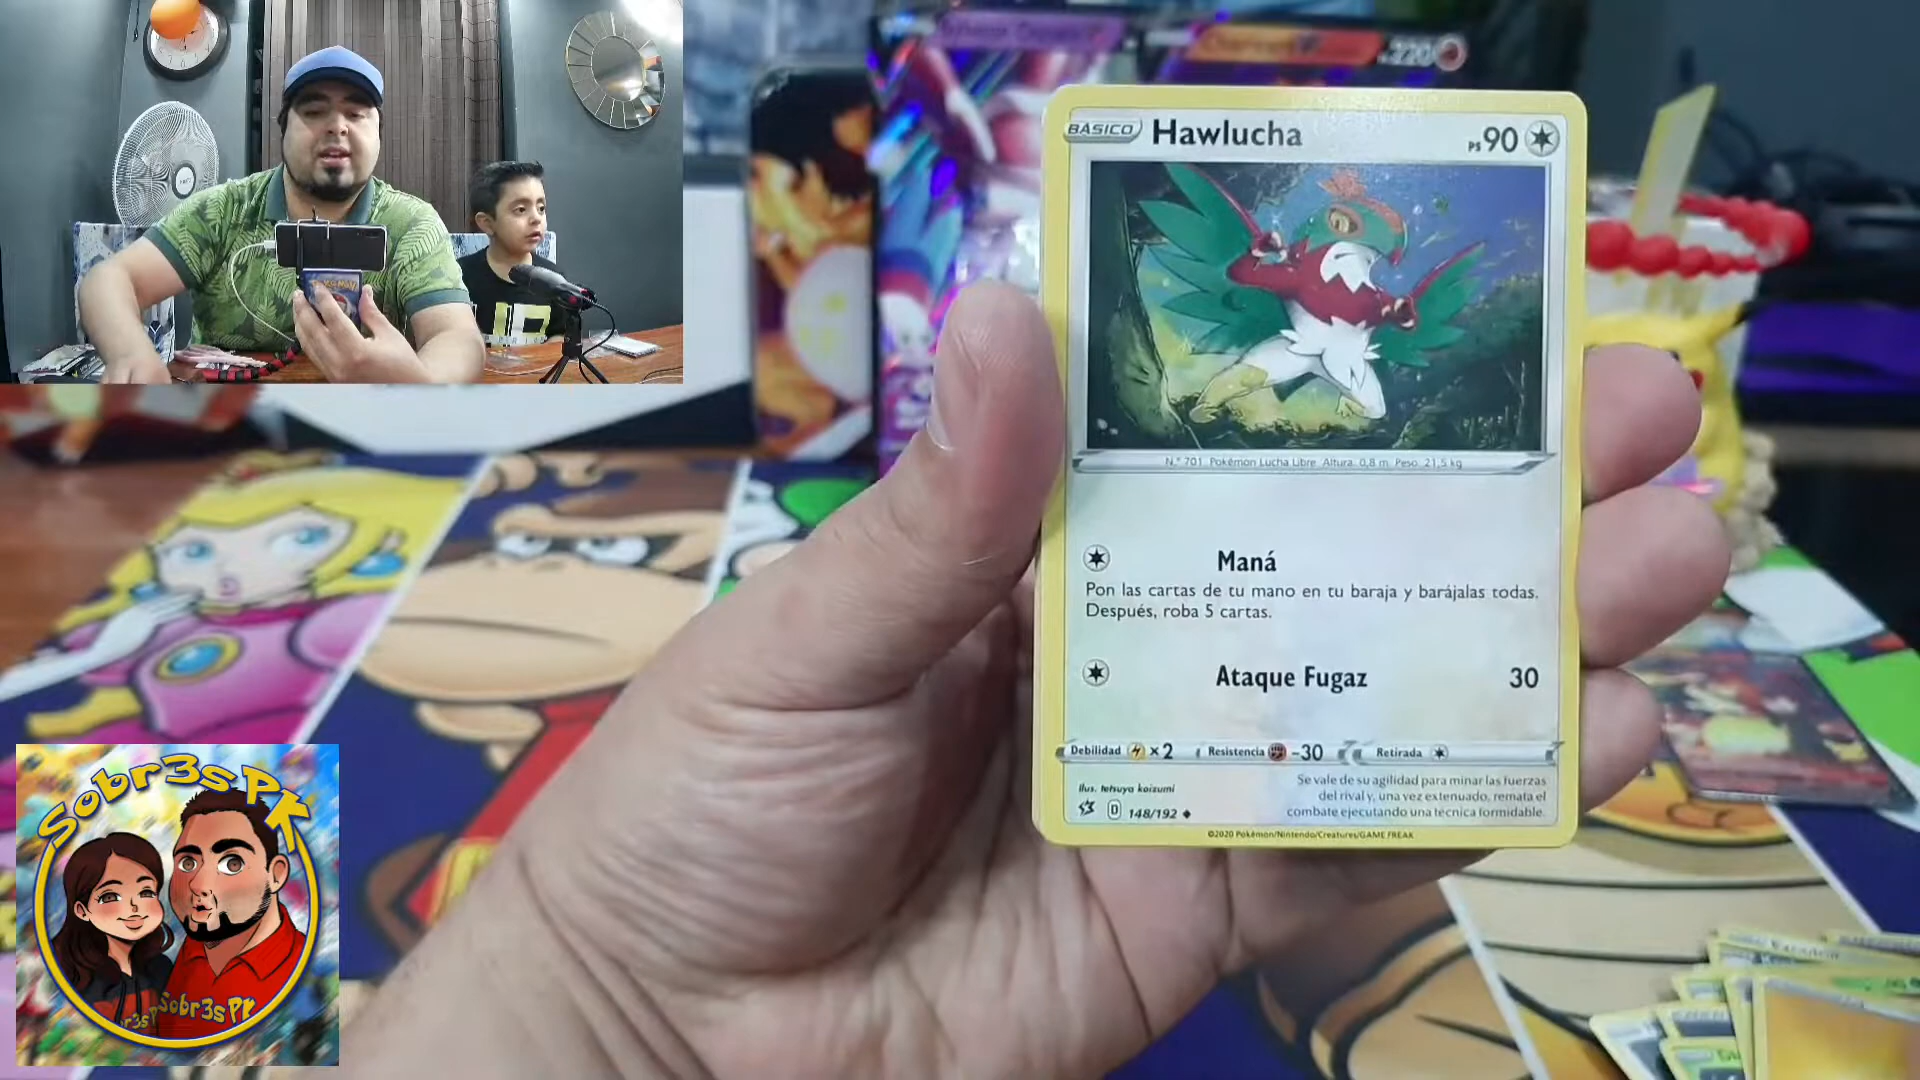 BÁSICO Hawlucha PS 90
N.º 701 Pokémon Lucha Libre Altura: 0,8 m Peso: 21,5 kg
Maná
Pon las cartas de tu mano en tu baraja y barájalas todas.
Después, roba 5 cartas.
Ataque Fugaz 30
Debilidad ×2 Resistencia -30 Retirada
Ilus. tetsuya koizumi
Se vale de su agilidad para minar las fuerzas
del rival y, una vez extenuado, remata el
combate ejecutando una técnica formidable.
D 148/192
©2020 Pokémon/Nintendo/Creatures/GAME FREAK
220
Sobr3sPK
Sobr3sPK